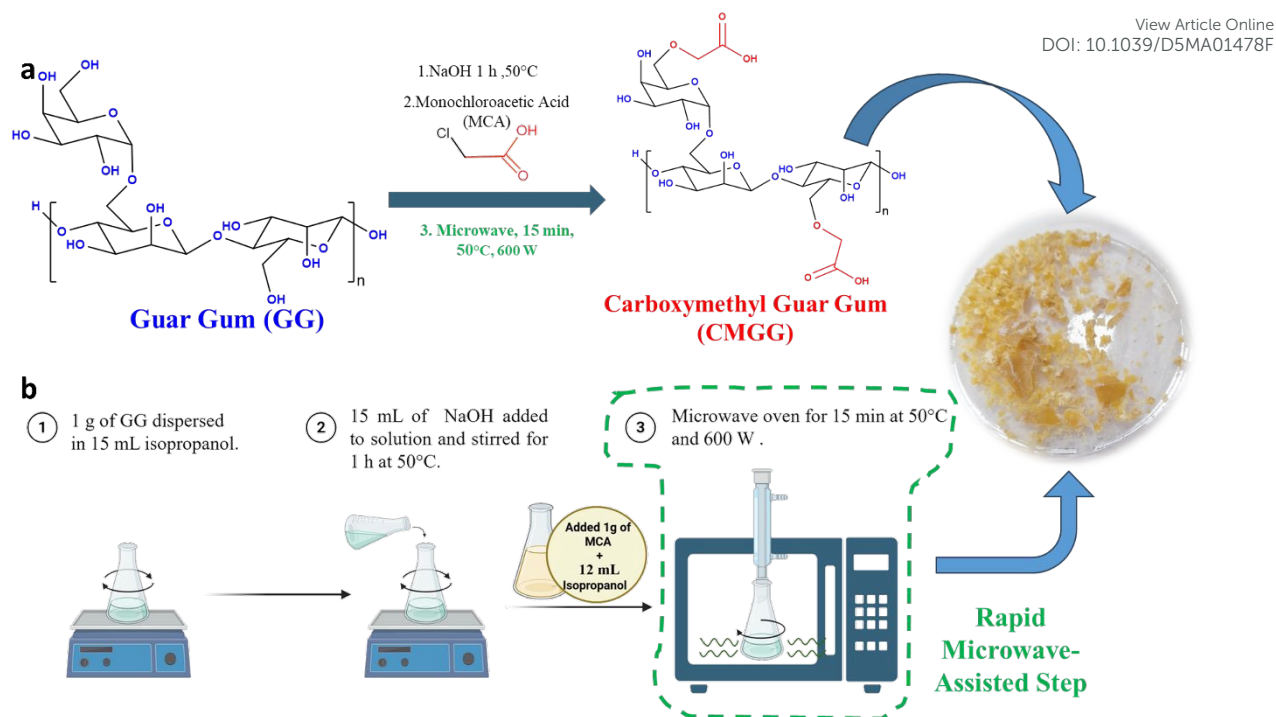 View Article Online
DOI: 10.1039/D5MA01478F
a
OH
OH
O
HO
OH
O
H
O
OH
O
HO
O
HO
OH
O
OH
OH
n
Guar Gum (GG)
1.NaOH 1 h ,50°C
2.Monochloroacetic Acid
(MCA)
Cl
OH
O
3. Microwave, 15 min,
50°C, 600 W
O
OH
O
OH
O
HO
OH
O
H
O
OH
O
HO
O
HO
OH
O
OH
O
O
OH
n
Carboxymethyl Guar Gum
(CMGG)
b
1
1 g of GG dispersed
in 15 mL isopropanol.
2
15 mL of NaOH added
to solution and stirred for
1 h at 50°C.
Added 1g of
MCA
+
12 mL
Isopropanol
3
Microwave oven for 15 min at 50°C
and 600 W .
Rapid
Microwave-
Assisted Step